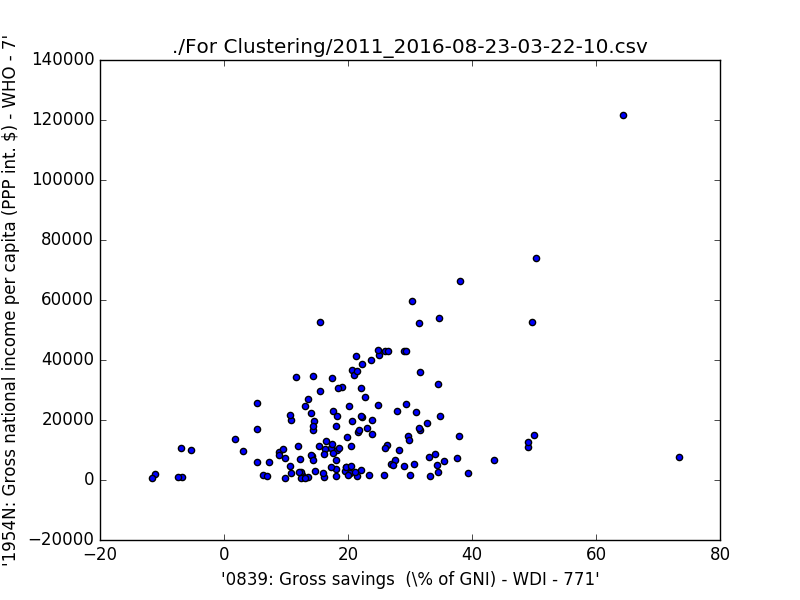 ./For Clustering/2011_2016-08-23-03-22-10.csv
140000
120000
100000
80000
60000
40000
20000
0
−20000
−20 0 20 40 60 80
'0839: Gross savings  (\% of GNI) - WDI - 771'
'1954N: Gross national income per capita (PPP int. $) - WHO - 7'